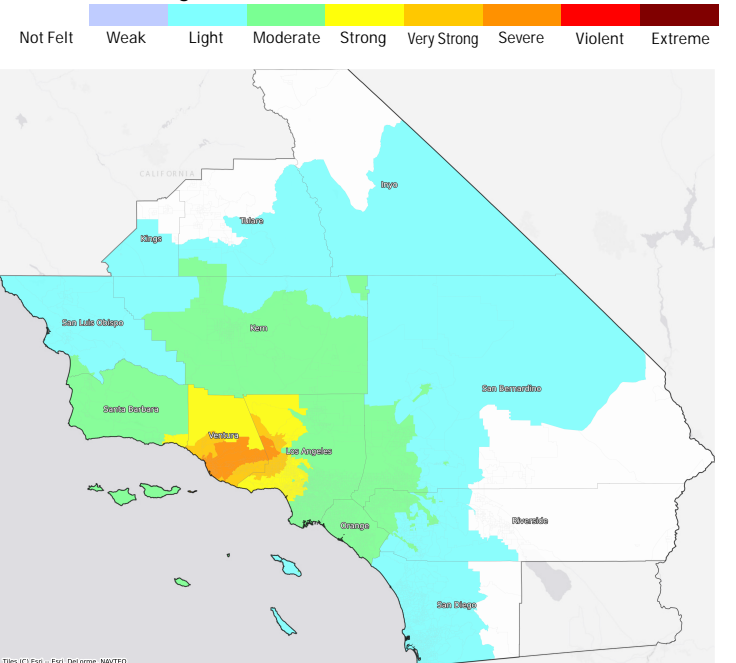 Not Felt Weak Light Moderate Strong Very Strong Severe Violent Extreme
CALIFORNIA
Inyo
Tulare
Kings
San Luis Obispo
Kern
San Bernardino
Santa Barbara
Ventura
Los Angeles
Riverside
Orange
San Diego
Tiles (C) Esri -- Esri, DeLorme, NAVTEQ